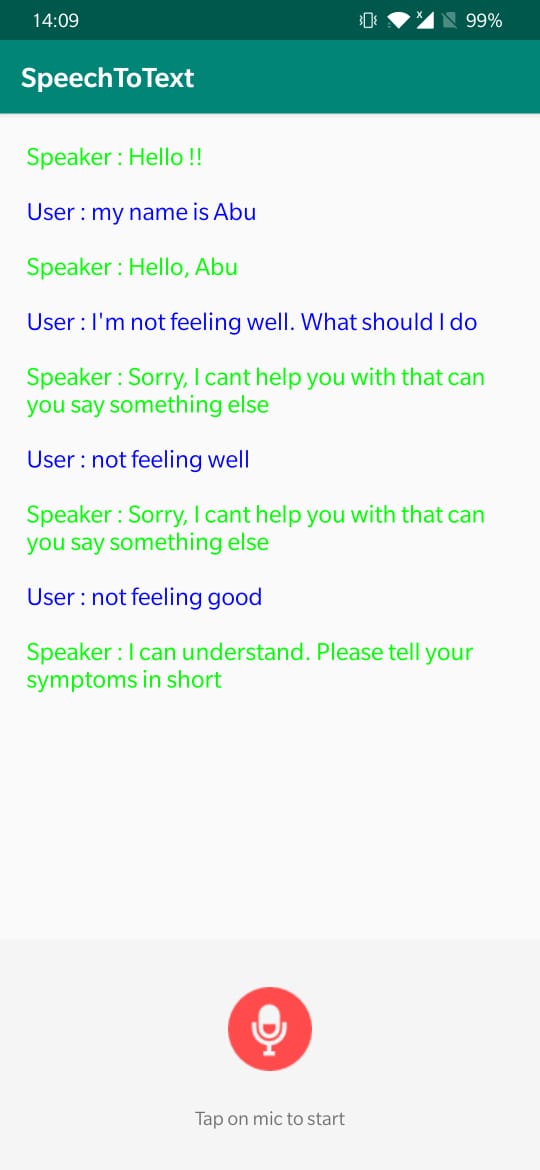 14:09
99%
SpeechToText
Speaker : Hello !!
User : my name is Abu
Speaker : Hello, Abu
User : I'm not feeling well. What should I do
Speaker : Sorry, I cant help you with that can
you say something else
User : not feeling well
Speaker : Sorry, I cant help you with that can
you say something else
User : not feeling good
Speaker : I can understand. Please tell your
symptoms in short
Tap on mic to start